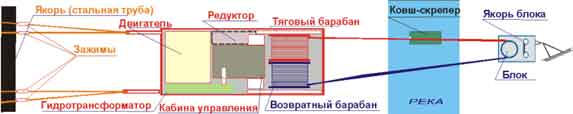 Якорь (стальная труба)
Двигатель
Редуктор
Тяговый барабан
Ковш-скрепер
Якорь блока
Зажимы
Гидротрансформатор
Кабина управления
Возвратный барабан
РЕКА
Блок